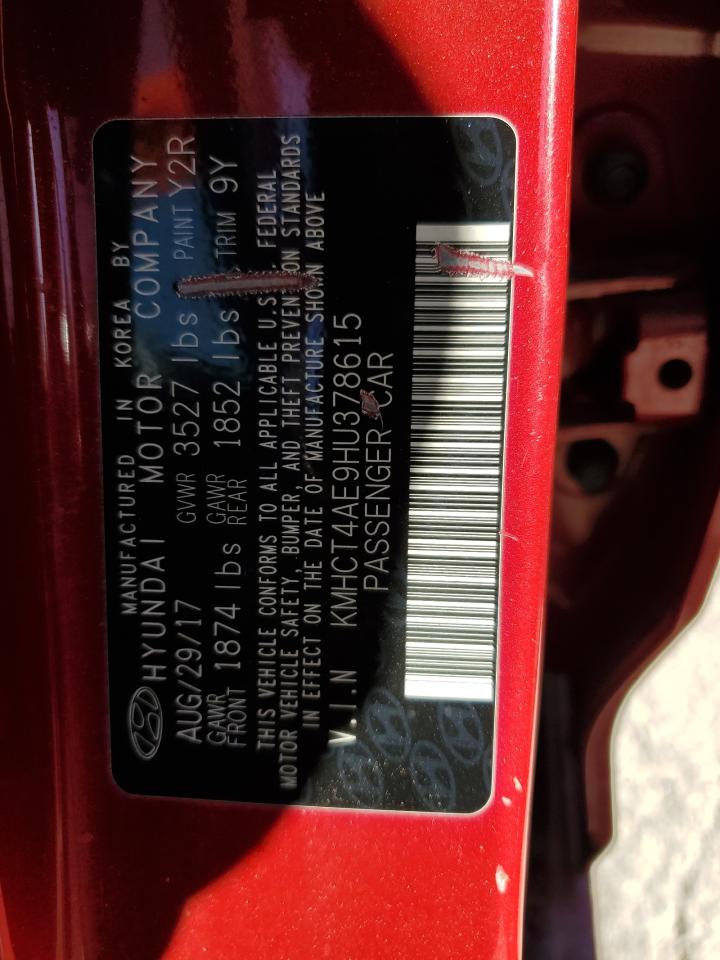 MANUFACTURED IN KOREA BY
HYUNDAI MOTOR COMPANY
AUG/29/17 GVWR 3527 lbs PAINT Y2R
GAWR FRONT 1874 lbs GAWR REAR 1852 lbs TRIM 9Y
THIS VEHICLE CONFORMS TO ALL APPLICABLE U.S. FEDERAL
MOTOR VEHICLE SAFETY, BUMPER, AND THEFT PREVENTION STANDARDS
IN EFFECT ON THE DATE OF MANUFACTURE SHOWN ABOVE
V.I.N KMHCT4AE9HU378615
PASSENGER CAR